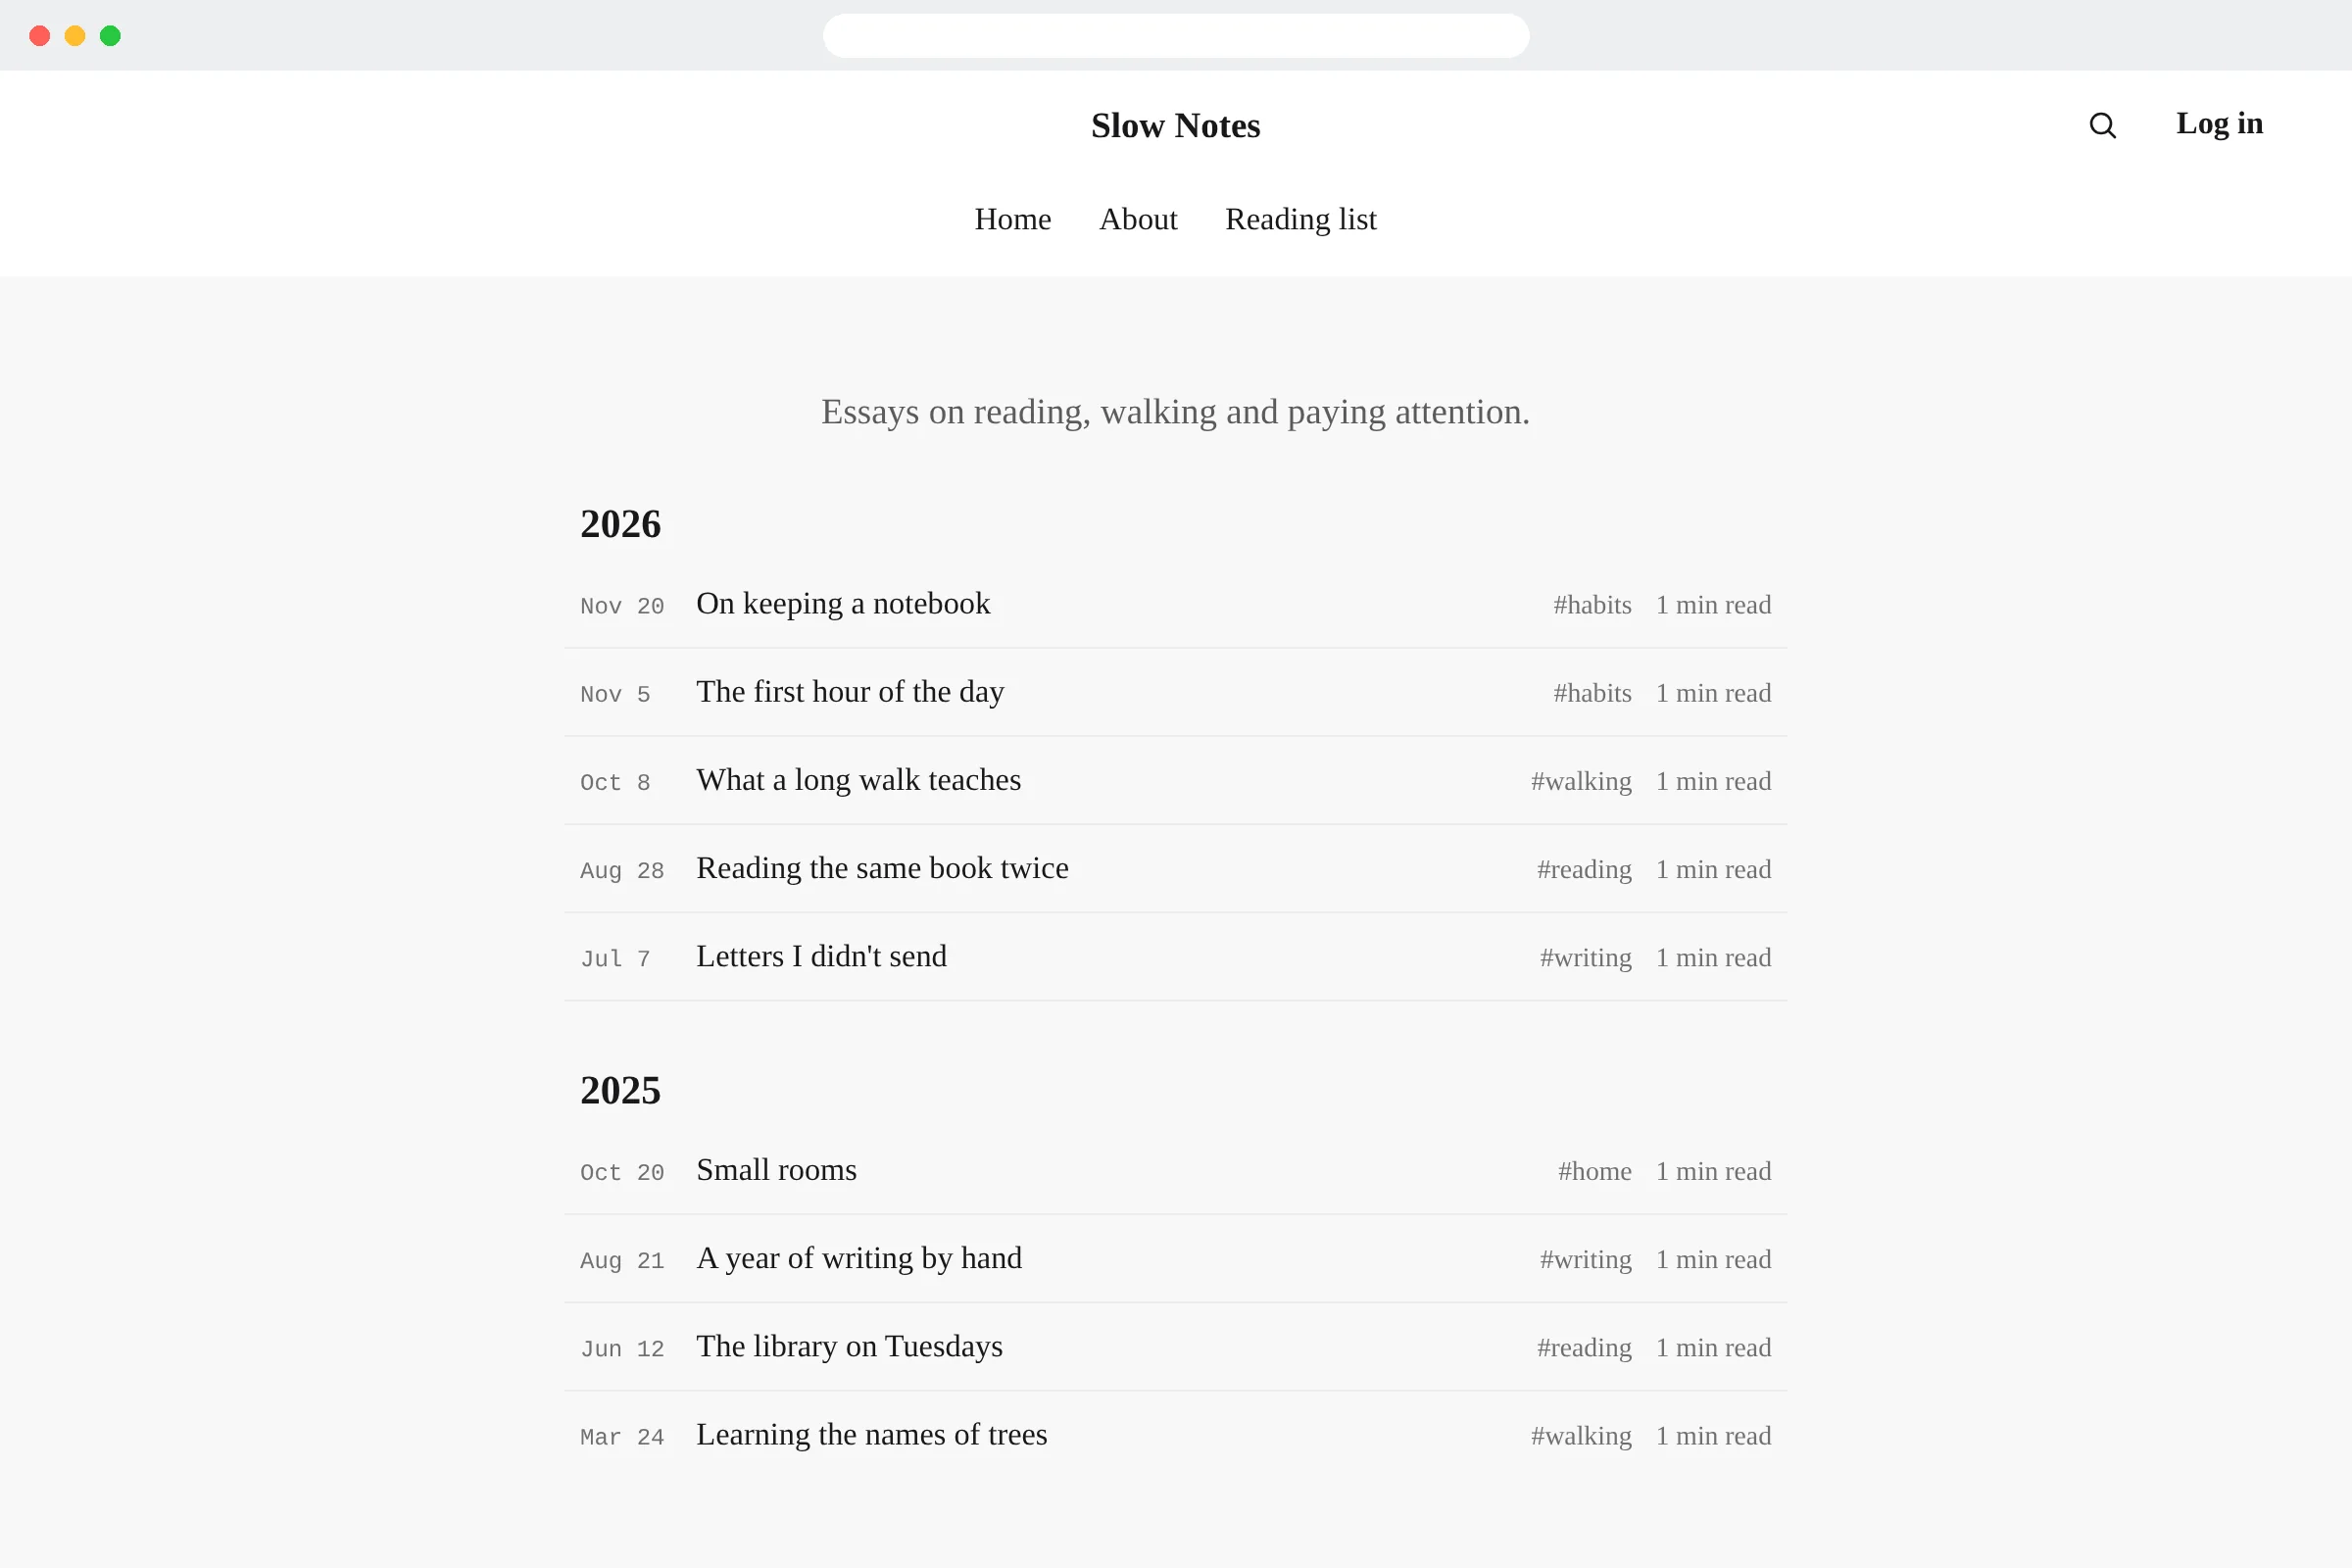 Slow Notes
Log in
Home About Reading list
Essays on reading, walking and paying attention.
2026
Nov 20 On keeping a notebook #habits 1 min read
Nov 5 The first hour of the day #habits 1 min read
Oct 8 What a long walk teaches #walking 1 min read
Aug 28 Reading the same book twice #reading 1 min read
Jul 7 Letters I didn't send #writing 1 min read
2025
Oct 20 Small rooms #home 1 min read
Aug 21 A year of writing by hand #writing 1 min read
Jun 12 The library on Tuesdays #reading 1 min read
Mar 24 Learning the names of trees #walking 1 min read